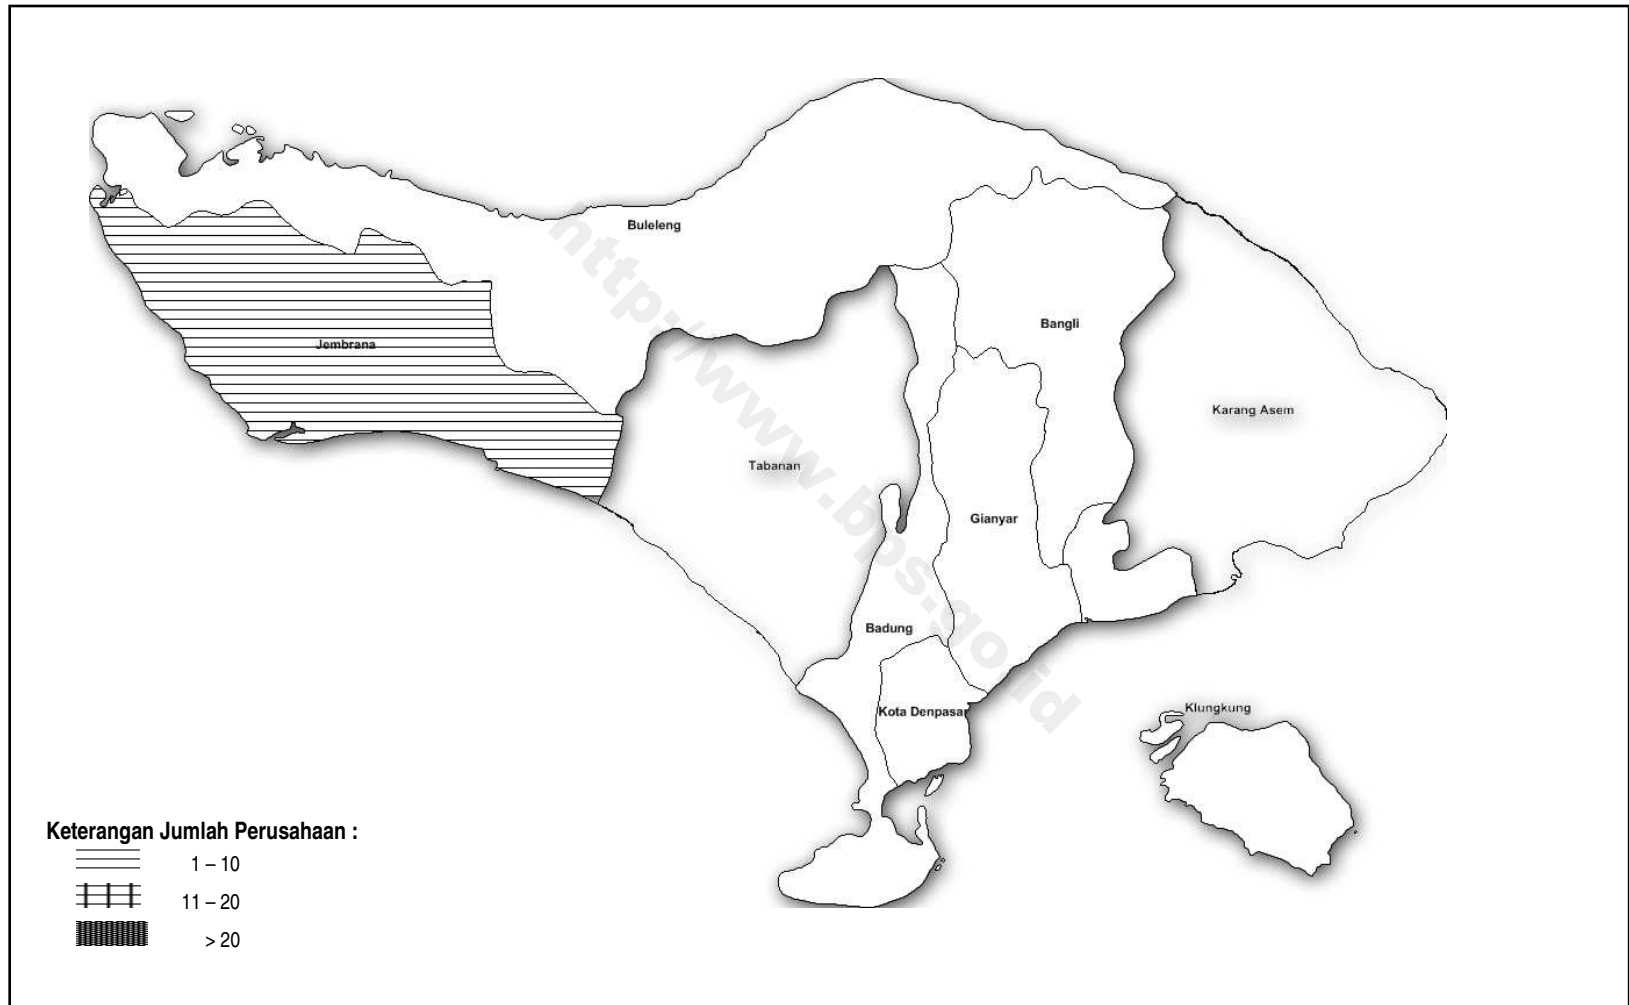 Buleleng
Bangli
Jembrana
Karang Asem
Tabanan
Gianyar
Badung
Kota Denpasar
Klungkung
http://www.bps.go.id
Keterangan Jumlah Perusahaan :
1 – 10
11 – 20
> 20